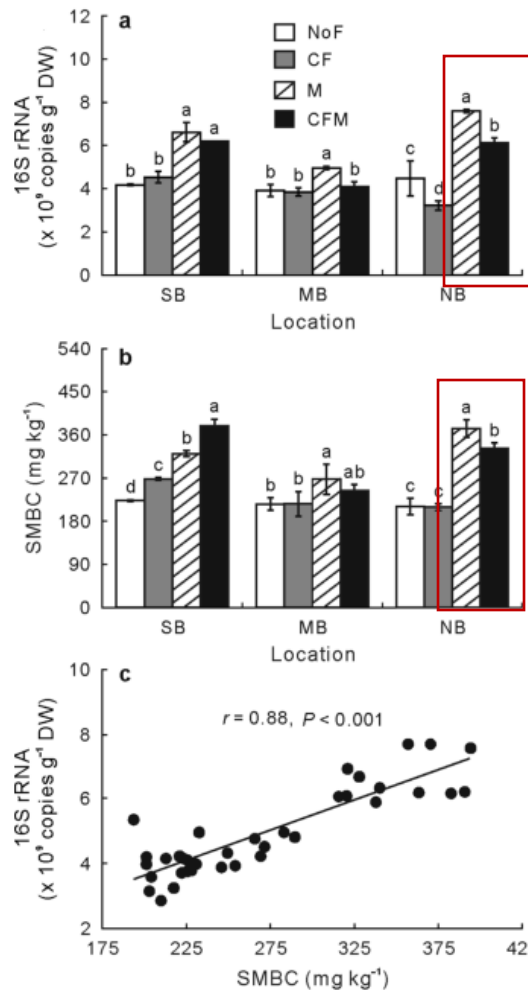 a
NoF
CF
M
CFM
16S rRNA
(x 10⁹ copies g⁻¹ DW)
12
10
8
6
4
2
0
b b a a
b b a b
c d a b
SB MB NB
Location
b
SMBC (mg kg⁻¹)
540
450
360
270
180
90
0
d c b a
b b a ab
c c a b
SB MB NB
Location
c
r = 0.88, P < 0.001
16S rRNA
(x 10⁹ copies g⁻¹ DW)
10
8
6
4
2
175 225 275 325 375 42
SMBC (mg kg⁻¹)